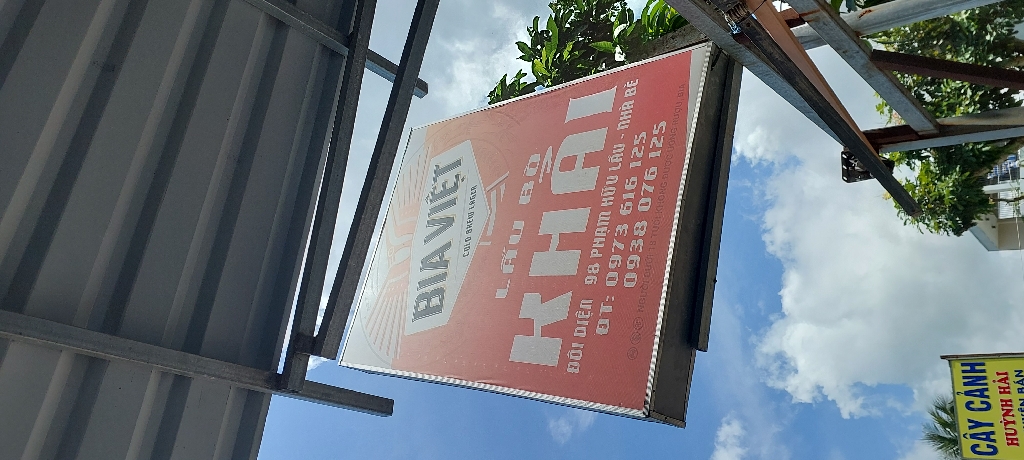 BIA VIỆT
COLD BREW LAGER
LẨU BÒ
KHẢI
ĐỐI DIỆN 98 PHẠM HỮU LẦU - NHÀ BÈ
ĐT: 0973 616 125
0938 076 125
CÂY CẢNH
HUỲNH HẢI